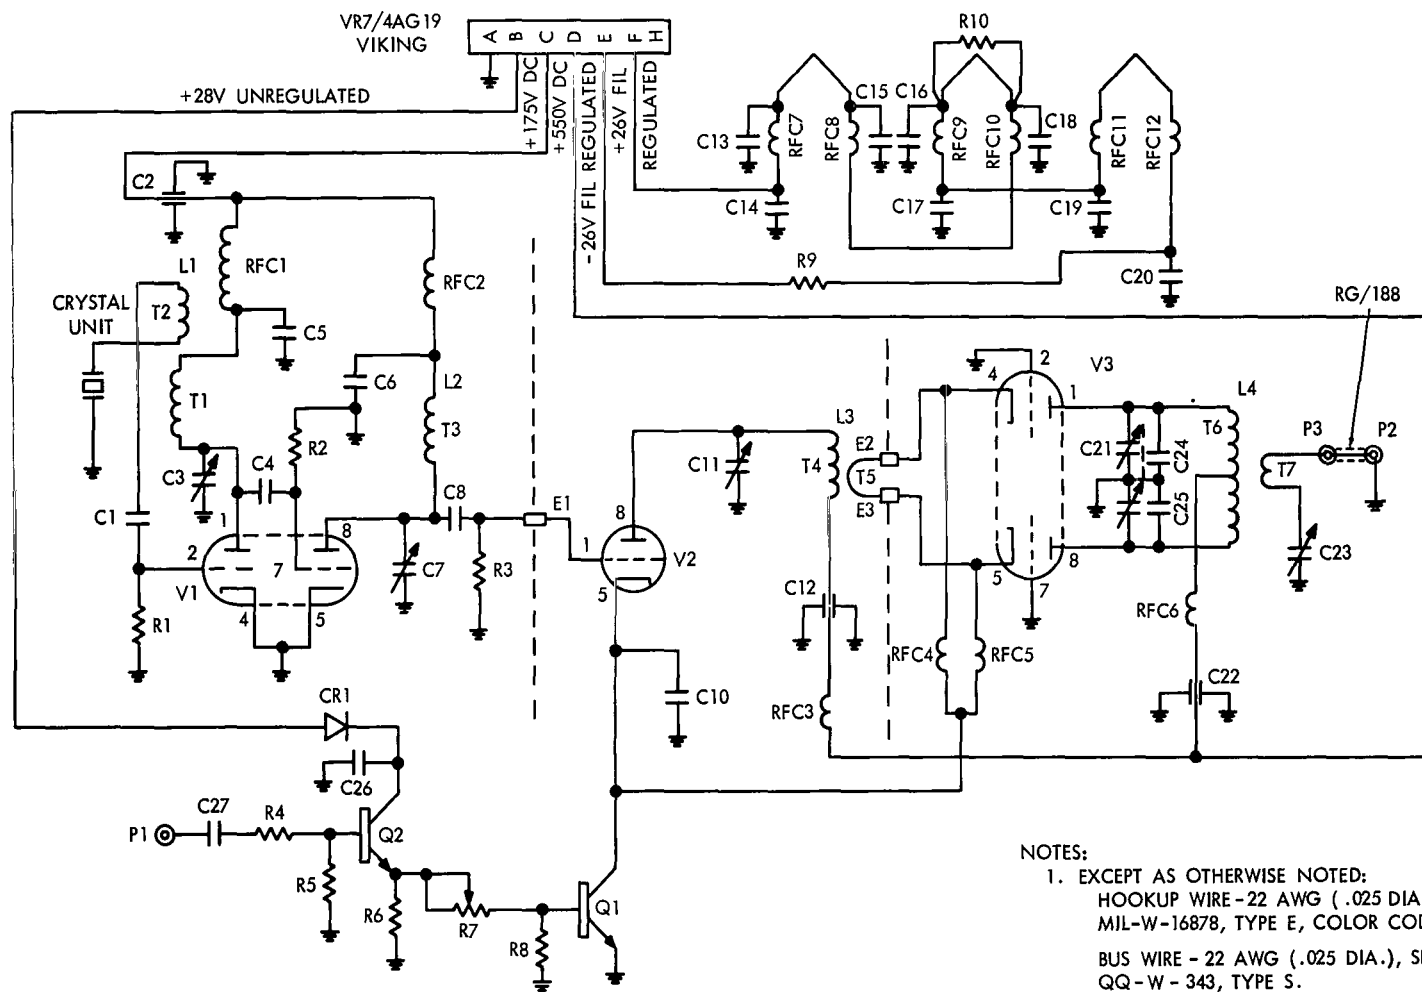 VR7/4AG19
VIKING
A B C D E F H
R10
+28V UNREGULATED
+175V DC
+550V DC
-26V FIL REGULATED
+26V FIL
REGULATED
C15 C16
C13
RFC7
RFC8
RFC9
RFC10
C18
RFC11
RFC12
C2
C14
C17
C19
L1
RFC1
RFC2
R9
C20
CRYSTAL
UNIT
T2
C5
RG/188
C6
L2
2
V3
4
1
T1
R2
T3
L3
L4
T6
P3
P2
C3
C4
C11
E2
T4
T5
C21
C24
T7
C1
1
C8
E1
E3
C25
8
8
2
7
1
V2
5
8
C23
V1
C7
R3
5
7
R1
4
5
C12
RFC6
RFC4
RFC5
CR1
C10
RFC3
C22
C26
C27
P1
R4
Q2
R5
R6
R7
R8
Q1
NOTES:
1. EXCEPT AS OTHERWISE NOTED:
HOOKUP WIRE-22 AWG (.025 DIA
MIL-W-16878, TYPE E, COLOR COD
BUS WIRE - 22 AWG (.025 DIA.), S
QQ-W-343, TYPE S.